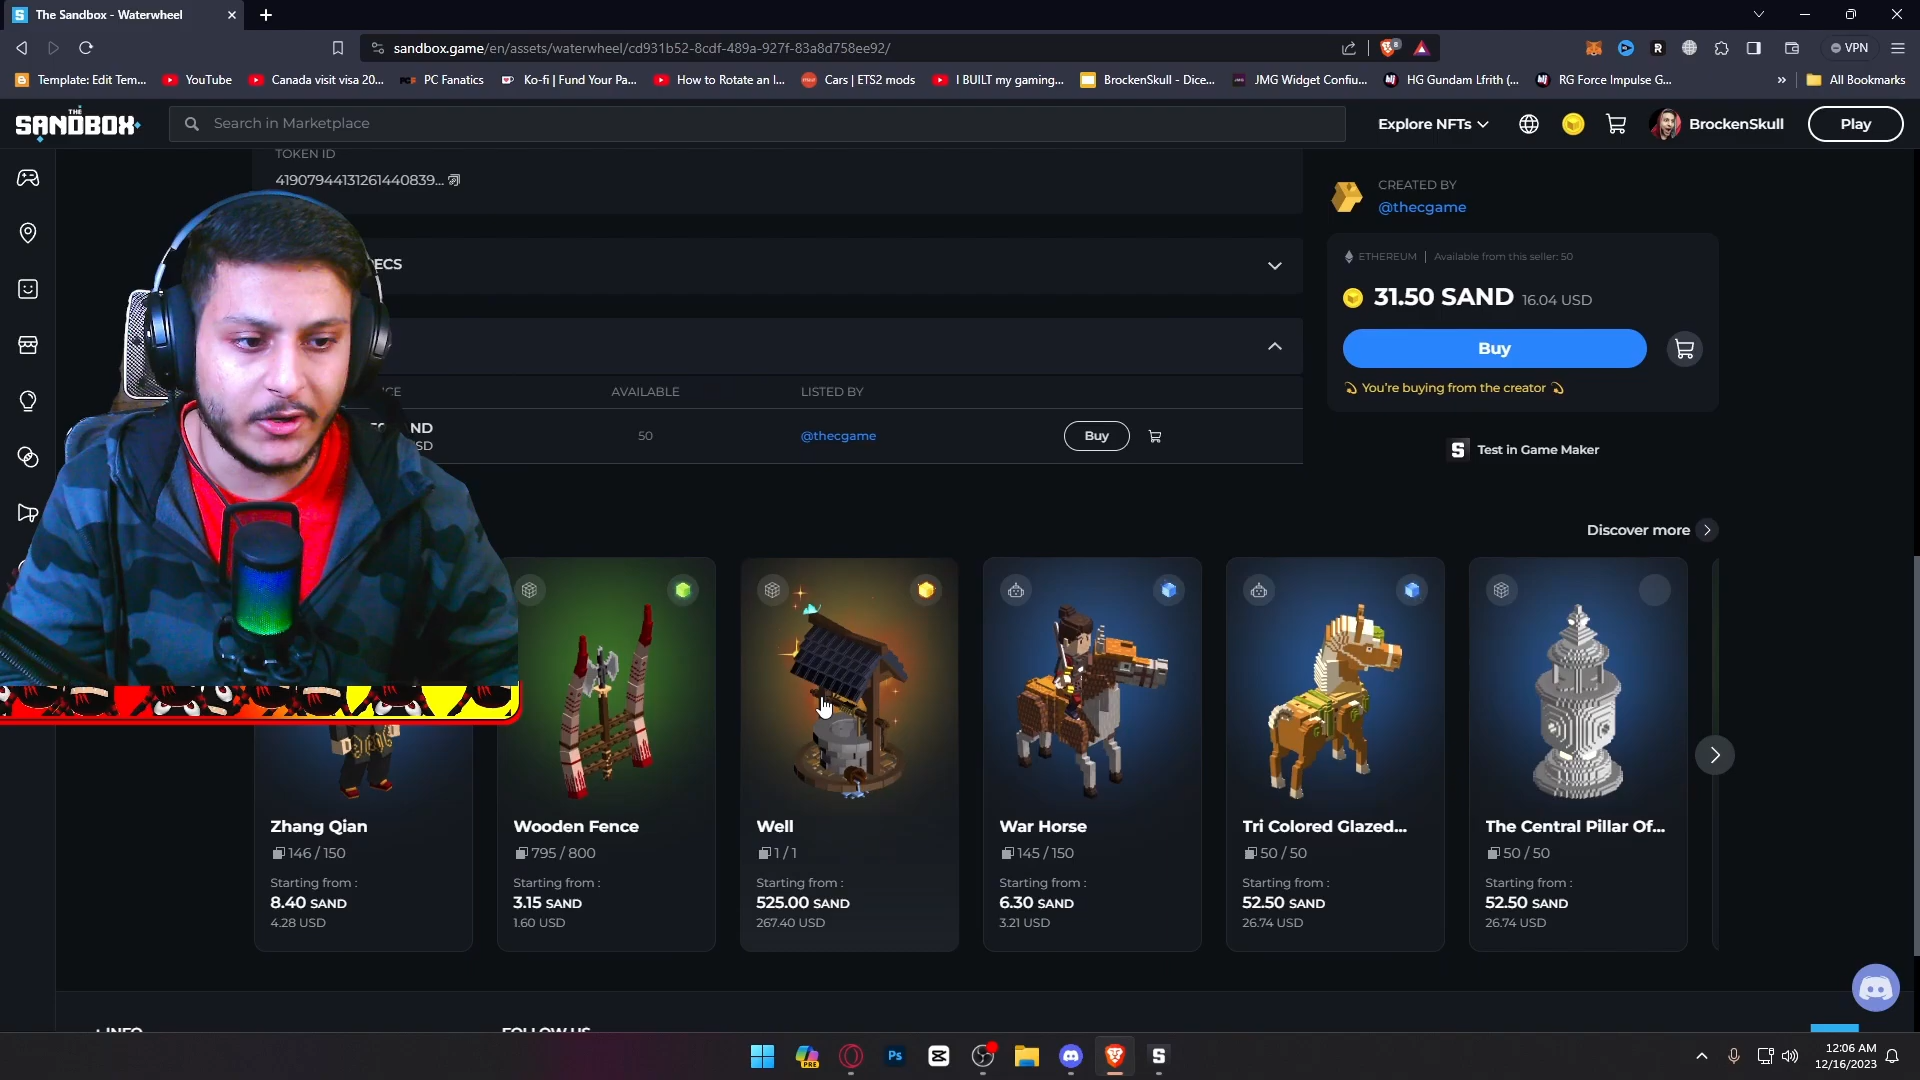 The Sandbox - Waterwheel
sandbox.game/en/assets/waterwheel/cd931b52-8cdf-489a-927f-83a8d758ee92/
VPN
Template: Edit Tem...
YouTube
Canada visit visa 20...
PC Fanatics
Ko-fi | Fund Your Pa...
How to Rotate an I...
Cars | ETS2 mods
I BUILT my gaming...
BrockenSkull - Dice...
JMG Widget Confiu...
HG Gundam Lfrith (...
RG Force Impulse G...
All Bookmarks
THE SANDBOX
Search in Marketplace
Explore NFTs
BrockenSkull
Play
TOKEN ID
41907944131261440839...
CREATED BY
@thecgame
ECS
ETHEREUM | Available from this seller: 50
31.50 SAND 16.04 USD
Buy
You're buying from the creator
Test in Game Maker
AVAILABLE
LISTED BY
50
@thecgame
Buy
Discover more
Zhang Qian
146 / 150
Starting from :
8.40 SAND
4.28 USD
Wooden Fence
795 / 800
Starting from :
3.15 SAND
1.60 USD
Well
1 / 1
Starting from :
525.00 SAND
267.40 USD
War Horse
145 / 150
Starting from :
6.30 SAND
3.21 USD
Tri Colored Glazed...
50 / 50
Starting from :
52.50 SAND
26.74 USD
The Central Pillar Of...
50 / 50
Starting from :
52.50 SAND
26.74 USD
FOLLOW US
Ps
PRE
12:06 AM
12/16/2023